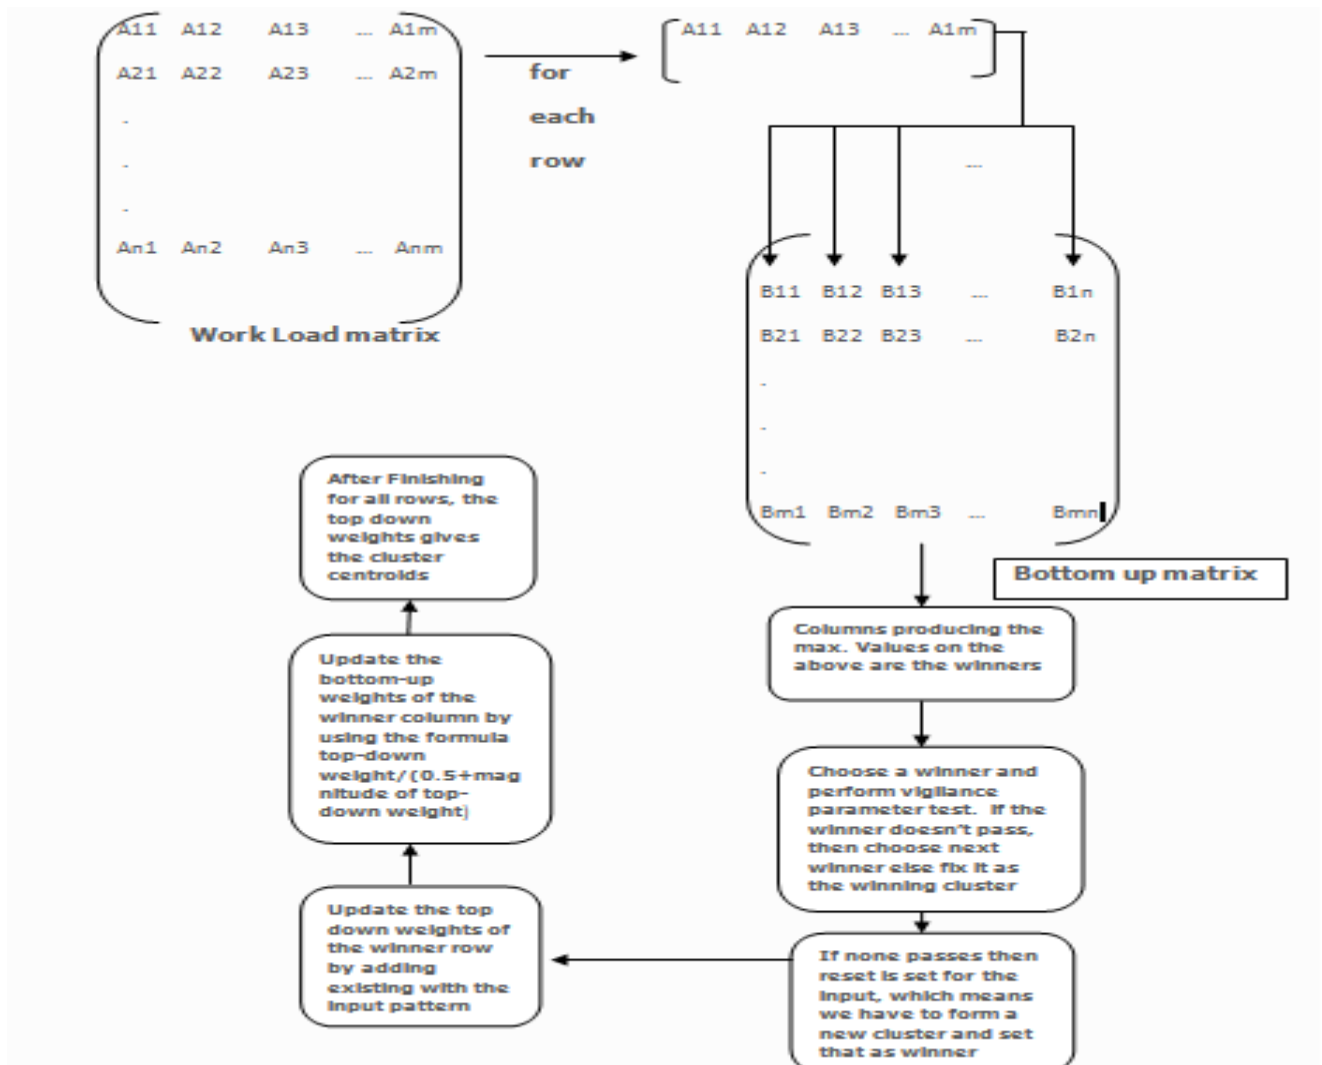 A11 A12 A13 ... A1m
A21 A22 A23 ... A2m
.
.
.
An1 An2 An3 ... Anm
Work Load matrix
for
each
row
A11 A12 A13 ... A1m
...
B11 B12 B13 ... B1n
B21 B22 B23 ... B2n
.
.
.
Bm1 Bm2 Bm3 ... Bmn
Bottom up matrix
Columns producing the
max. Values on the
above are the winners
Choose a winner and
perform vigilance
parameter test. If the
winner doesn't pass,
then choose next
winner else fix it as
the winning cluster
If none passes then
reset is set for the
input, which means
we have to form a
new cluster and set
that as winner
Update the top
down weights of
the winner row
by adding
existing with the
input pattern
Update the
bottom-up
weights of the
winner column by
using the formula
top-down
weight/(0.5+mag
nitude of top-
down weight)
After Finishing
for all rows, the
top down
weights gives
the cluster
centroids